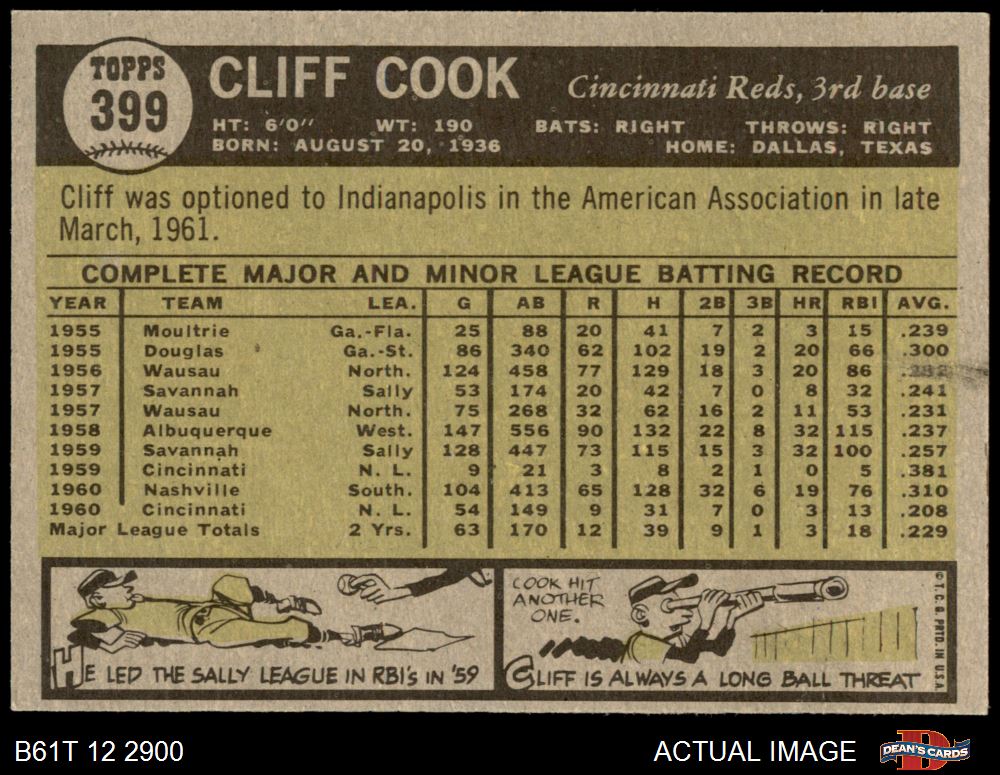 TOPPS
399
CLIFF COOK
Cincinnati Reds, 3rd base
HT: 6'0" WT: 190 BATS: RIGHT THROWS: RIGHT
BORN: AUGUST 20, 1936 HOME: DALLAS, TEXAS
Cliff was optioned to Indianapolis in the American Association in late
March, 1961.
COMPLETE MAJOR AND MINOR LEAGUE BATTING RECORD
YEAR TEAM LEA. G AB R H 2B 3B HR RBI AVG.
1955 Moultrie Ga.-Fla. 25 88 20 41 7 2 3 15 .239
1955 Douglas Ga.-St. 86 340 62 102 19 2 20 66 .300
1956 Wausau North. 124 458 77 129 18 3 20 86
1957 Savannah Sally 53 174 20 42 7 0 8 32 .241
1957 Wausau North. 75 268 32 62 16 2 11 53 .231
1958 Albuquerque West. 147 556 90 132 22 8 32 115 .237
1959 Savannah Sally 128 447 73 115 15 3 32 100 .257
1959 Cincinnati N. L. 9 21 3 8 2 1 0 5 .381
1960 Nashville South. 104 413 65 128 32 6 19 76 .310
1960 Cincinnati N. L. 54 149 9 31 7 0 3 13 .208
Major League Totals 2 Yrs. 63 170 12 39 9 1 3 18 .229
HE LED THE SALLY LEAGUE IN RBI's IN '59
COOK HIT
ANOTHER
ONE.
CLIFF IS ALWAYS A LONG BALL THREAT
© T. C. G. PRTD. IN U.S.A.
B61T 12 2900
ACTUAL IMAGE
DEAN'S CARDS